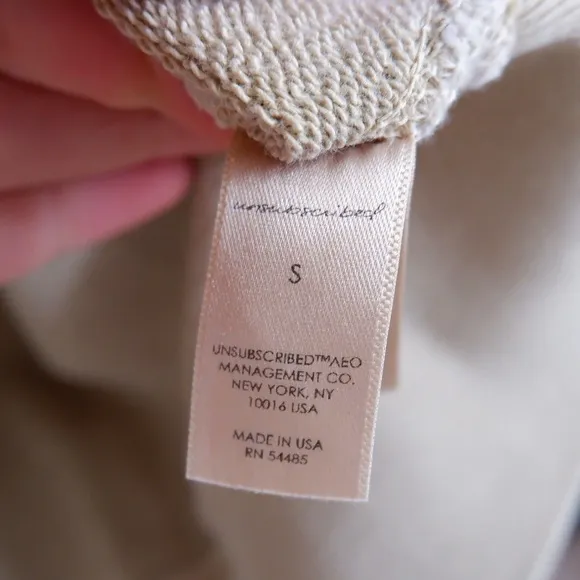 unsubscribed
S
UNSUBSCRIBED™AEO
MANAGEMENT CO.
NEW YORK, NY
10016 USA
MADE IN USA
RN 54485